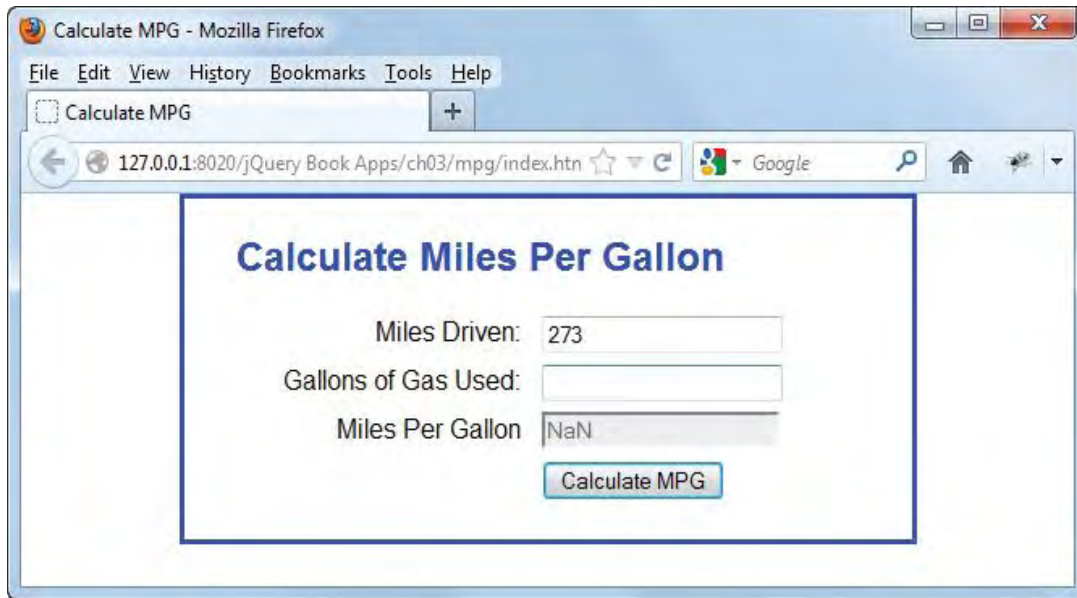 Calculate MPG - Mozilla Firefox
File Edit View History Bookmarks Tools Help
Calculate MPG +
127.0.0.1:8020/jQuery Book Apps/ch03/mpg/index.htn Google
Calculate Miles Per Gallon
Miles Driven: 273
Gallons of Gas Used:
Miles Per Gallon NaN
Calculate MPG